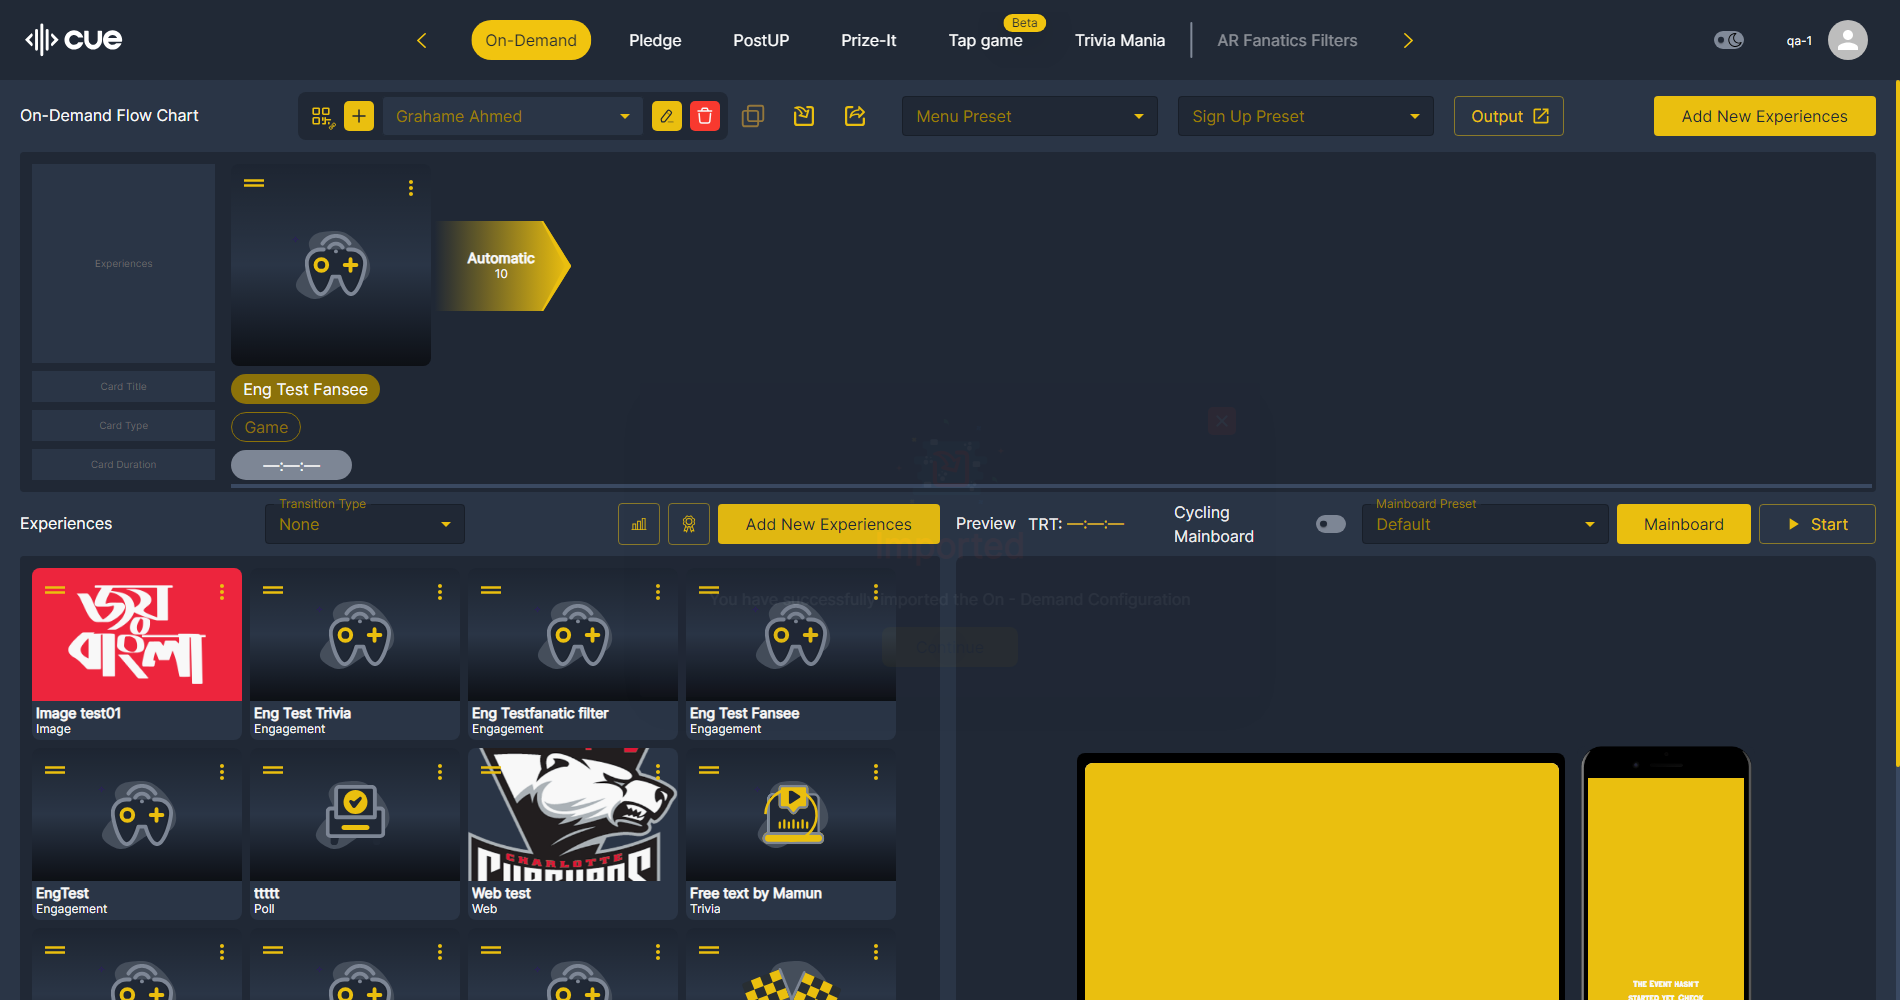 cue
On-Demand
Pledge
PostUP
Prize-It
Beta
Tap game
Trivia Mania
AR Fanatics Filters
qa-1
On-Demand Flow Chart
Grahame Ahmed
Menu Preset
Sign Up Preset
Output
Add New Experiences
Experiences
Automatic
10
Card Title
Eng Test Fansee
Card Type
Game
Card Duration
—:—:—
Experiences
Transition Type
None
Add New Experiences
Preview
TRT: —:—:—
Cycling
Mainboard
Mainboard Preset
Default
Mainboard
Start
Imported
You have successfully imported the On - Demand Configuration
Continue
জয়
বাংলা
Image test01
Image
Eng Test Trivia
Engagement
Eng Testfanatic filter
Engagement
Eng Test Fansee
Engagement
EngTest
Engagement
ttttt
Poll
CHARLOTTE
Web test
Web
Free text by Mamun
Trivia
THE EVENT HASN'T
STARTED YET. CHECK